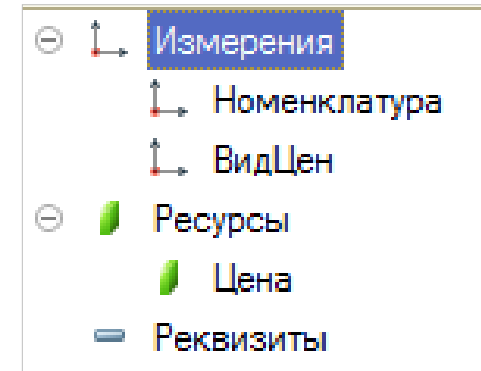 Измерения
Номенклатура
ВидЦен
Ресурсы
Цена
Реквизиты